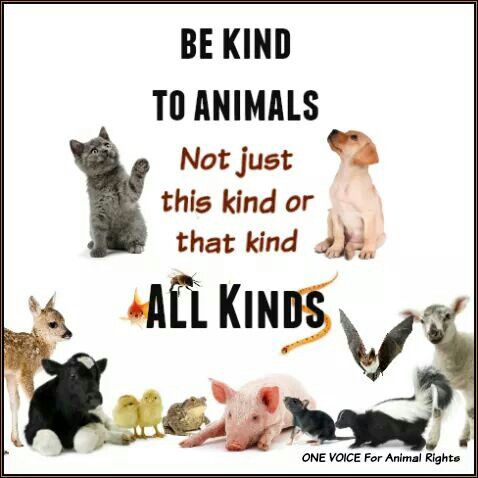 BE KIND
TO ANIMALS
Not just
this kind or
that kind
ALL KINDS
ONE VOICE For Animal Rights